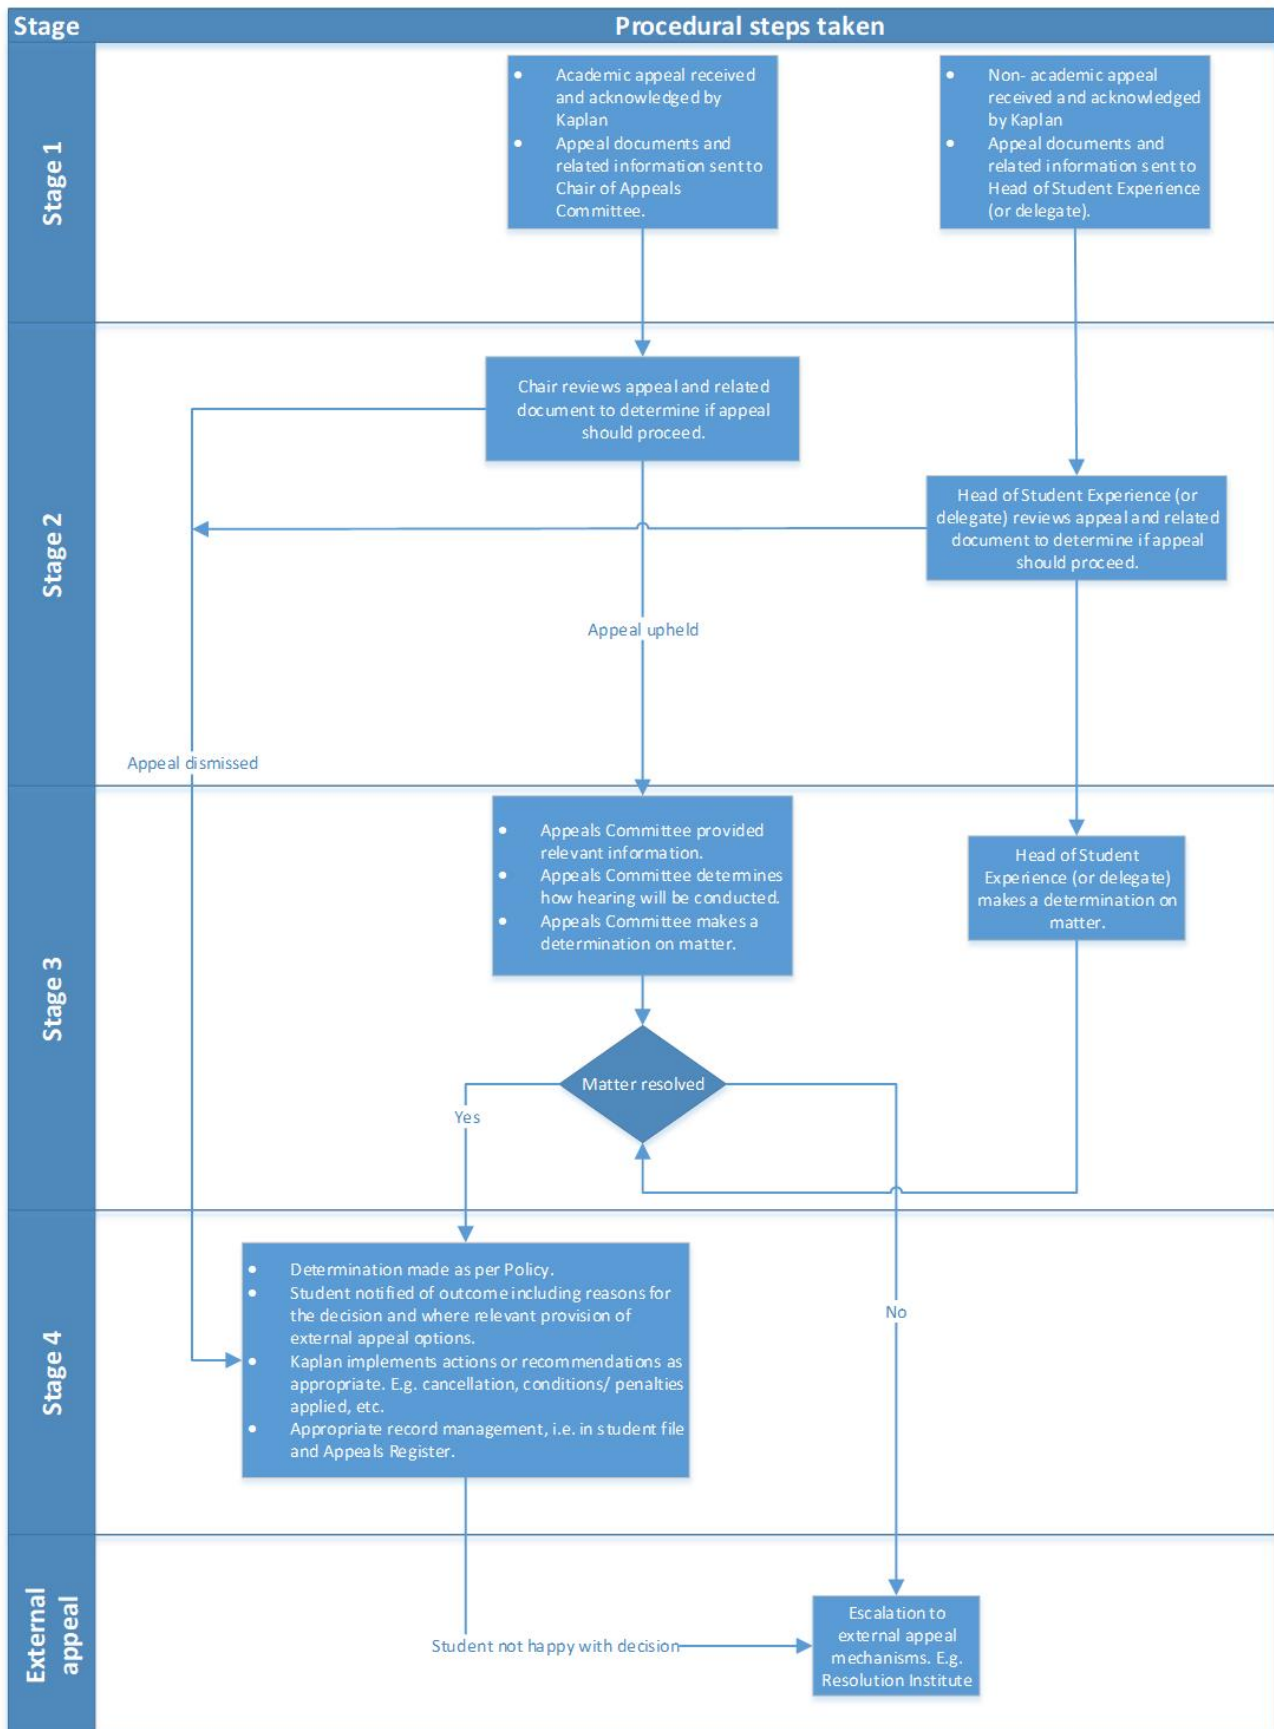 Stage
Procedural steps taken
Stage 1
• Academic appeal received
and acknowledged by
Kaplan
• Appeal documents and
related information sent to
Chair of Appeals
Committee.
• Non- academic appeal
received and acknowledged
by Kaplan
• Appeal documents and
related information sent to
Head of Student Experience
(or delegate).
Stage 2
Chair reviews appeal and related
document to determine if appeal
should proceed.
Head of Student Experience (or
delegate) reviews appeal and related
document to determine if appeal
should proceed.
Appeal upheld
Appeal dismissed
Stage 3
• Appeals Committee provided
relevant information.
• Appeals Committee determines
how hearing will be conducted.
• Appeals Committee makes a
determination on matter.
Head of Student
Experience (or delegate)
makes a determination on
matter.
Matter resolved
Yes
No
Stage 4
• Determination made as per Policy.
• Student notified of outcome including reasons for
the decision and where relevant provision of
external appeal options.
• Kaplan implements actions or recommendations as
appropriate. E.g. cancellation, conditions/ penalties
applied, etc.
• Appropriate record management, i.e. in student file
and Appeals Register.
External
appeal
Student not happy with decision
Escalation to
external appeal
mechanisms. E.g.
Resolution Institute